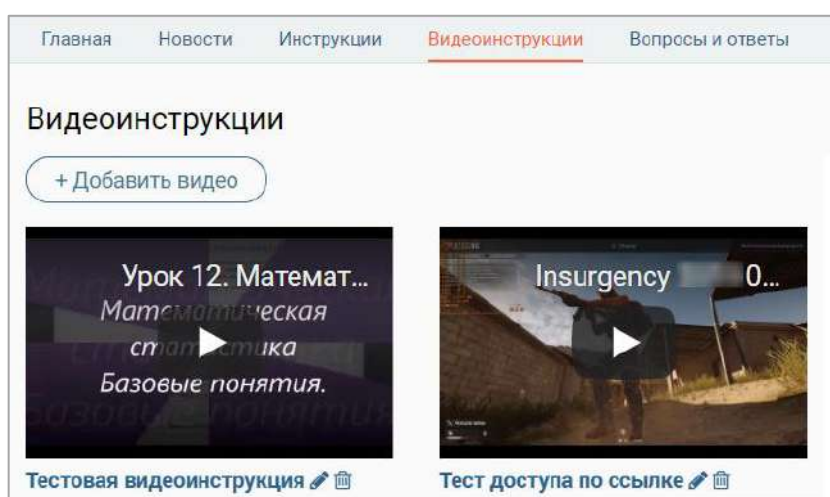 Главная Новости Инструкции Видеоинструкции Вопросы и ответы
Видеоинструкции
+ Добавить видео
Урок 12. Математ...
Математическая
статистика
Базовые понятия.
Insurgency 0...
Тестовая видеоинструкция
Тест доступа по ссылке